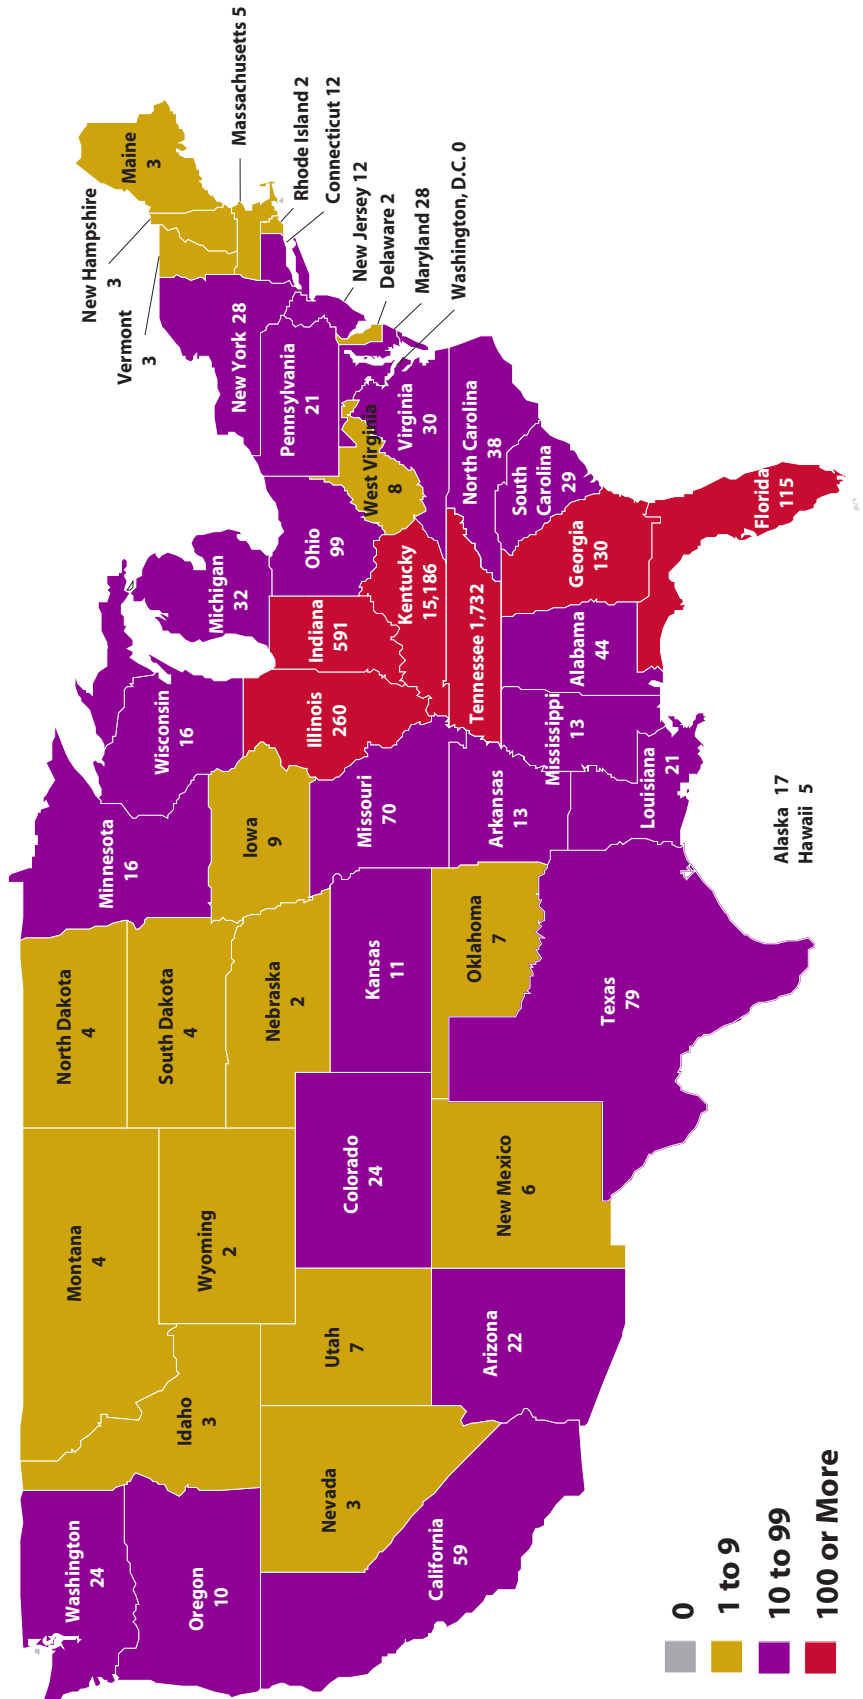 Washington
24
Oregon
10
California
59
Nevada
3
Idaho
3
Montana
4
Wyoming
2
Utah
7
Arizona
22
Colorado
24
New Mexico
6
North Dakota
4
South Dakota
4
Nebraska
2
Kansas
11
Oklahoma
7
Texas
79
Minnesota
16
Iowa
9
Missouri
70
Arkansas
13
Louisiana
21
Wisconsin
16
Illinois
260
Michigan
32
Indiana
591
Ohio
99
Kentucky
15,186
Tennessee 1,732
Mississippi
13
Alabama
44
Georgia
130
Florida
115
South
Carolina
29
North Carolina
38
Virginia
30
West Virginia
8
Pennsylvania
21
New York 28
Vermont
3
New Hampshire
3
Maine
3
Massachusetts 5
Rhode Island 2
Connecticut 12
New Jersey 12
Delaware 2
Maryland 28
Washington, D.C. 0
Alaska 17
Hawaii 5
0
1 to 9
10 to 99
100 or More